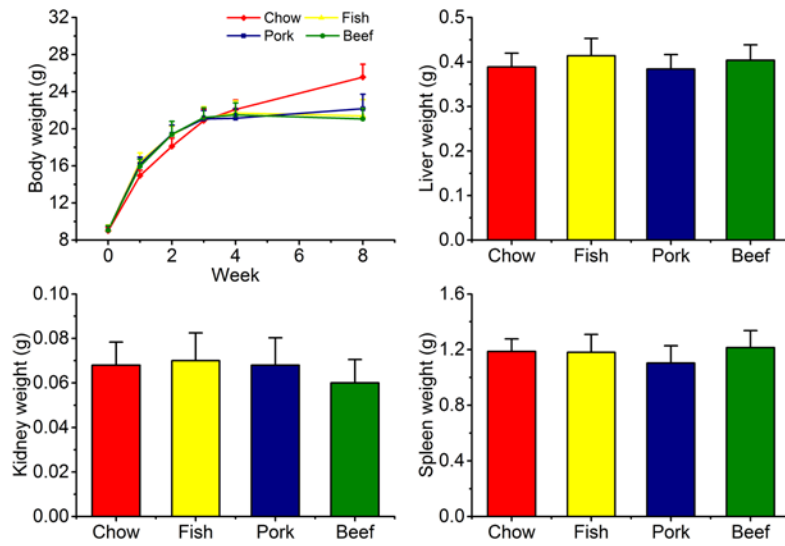 Body weight (g)
32
28
24
20
16
12
8
0
2
4
6
8
Week
Chow
Fish
Pork
Beef
Liver weight (g)
0.5
0.4
0.3
0.2
0.1
0.0
Chow
Fish
Pork
Beef
Kidney weight (g)
0.10
0.08
0.06
0.04
0.02
0.00
Chow
Fish
Pork
Beef
Spleen weight (g)
1.6
1.2
0.8
0.4
0.0
Chow
Fish
Pork
Beef